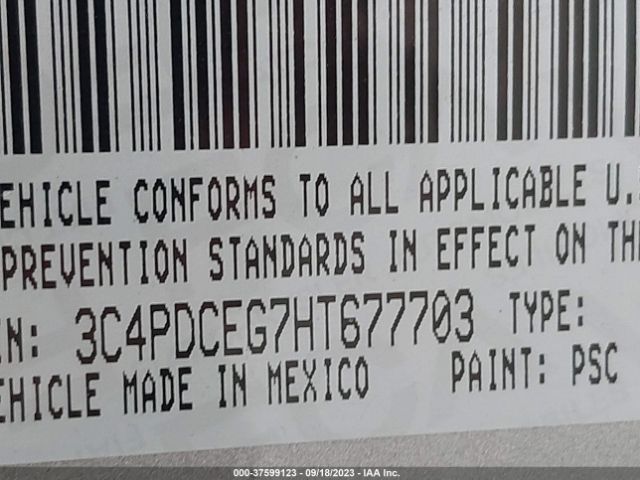 EHICLE CONFORMS TO ALL APPLICABLE U.
PREVENTION STANDARDS IN EFFECT ON TH
IN: 3C4PDCEG7HT677703 TYPE:
EHICLE MADE IN MEXICO PAINT: PSC
000-37599123 - 09/18/2023 - IAA Inc.